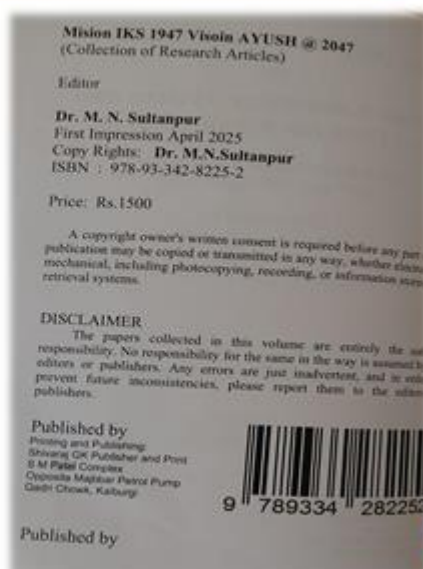 Mision IKS 1947 Visoin AYUSH @ 2047
(Collection of Research Articles)
Editor
Dr. M. N. Sultanpur
First Impression April 2025
Copy Rights: Dr. M.N.Sultanpur
ISBN : 978-93-342-8225-2
Price: Rs.1500
A copyright owner's written consent is required before any part
publication may be copied or transmitted in any way, whether
mechanical, including photocopying, recording, or information
retrieval systems.
DISCLAIMER
The papers collected in this volume are entirely the
responsibility. No responsibility for the same in the way is assumed
editors or publishers. Any errors are just inadvertent, and
prevent future inconsistencies, please report them to the
publishers.
Published by
Printing and Publishing:
Shivaraj GK Publisher and Print
S M Patel Complex
Opposite Majbbar Petrol Pump
Qadri Chowk, Kalburgi
9 789334 282252
Published by